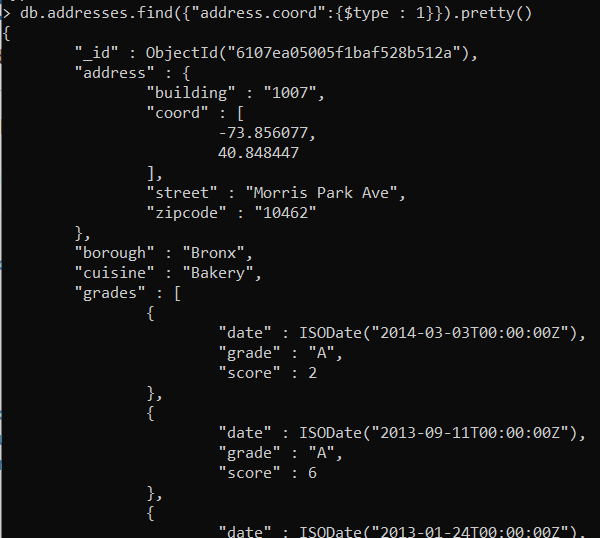 > db.addresses.find({"address.coord":{$type : 1}}).pretty()
{
        "_id" : ObjectId("6107ea05005f1baf528b512a"),
        "address" : {
                "building" : "1007",
                "coord" : [
                        -73.856077,
                        40.848447
                ],
                "street" : "Morris Park Ave",
                "zipcode" : "10462"
        },
        "borough" : "Bronx",
        "cuisine" : "Bakery",
        "grades" : [
                {
                        "date" : ISODate("2014-03-03T00:00:00Z"),
                        "grade" : "A",
                        "score" : 2
                },
                {
                        "date" : ISODate("2013-09-11T00:00:00Z"),
                        "grade" : "A",
                        "score" : 6
                },
                {
                        "date" : ISODate("2013-01-24T00:00:00Z"),